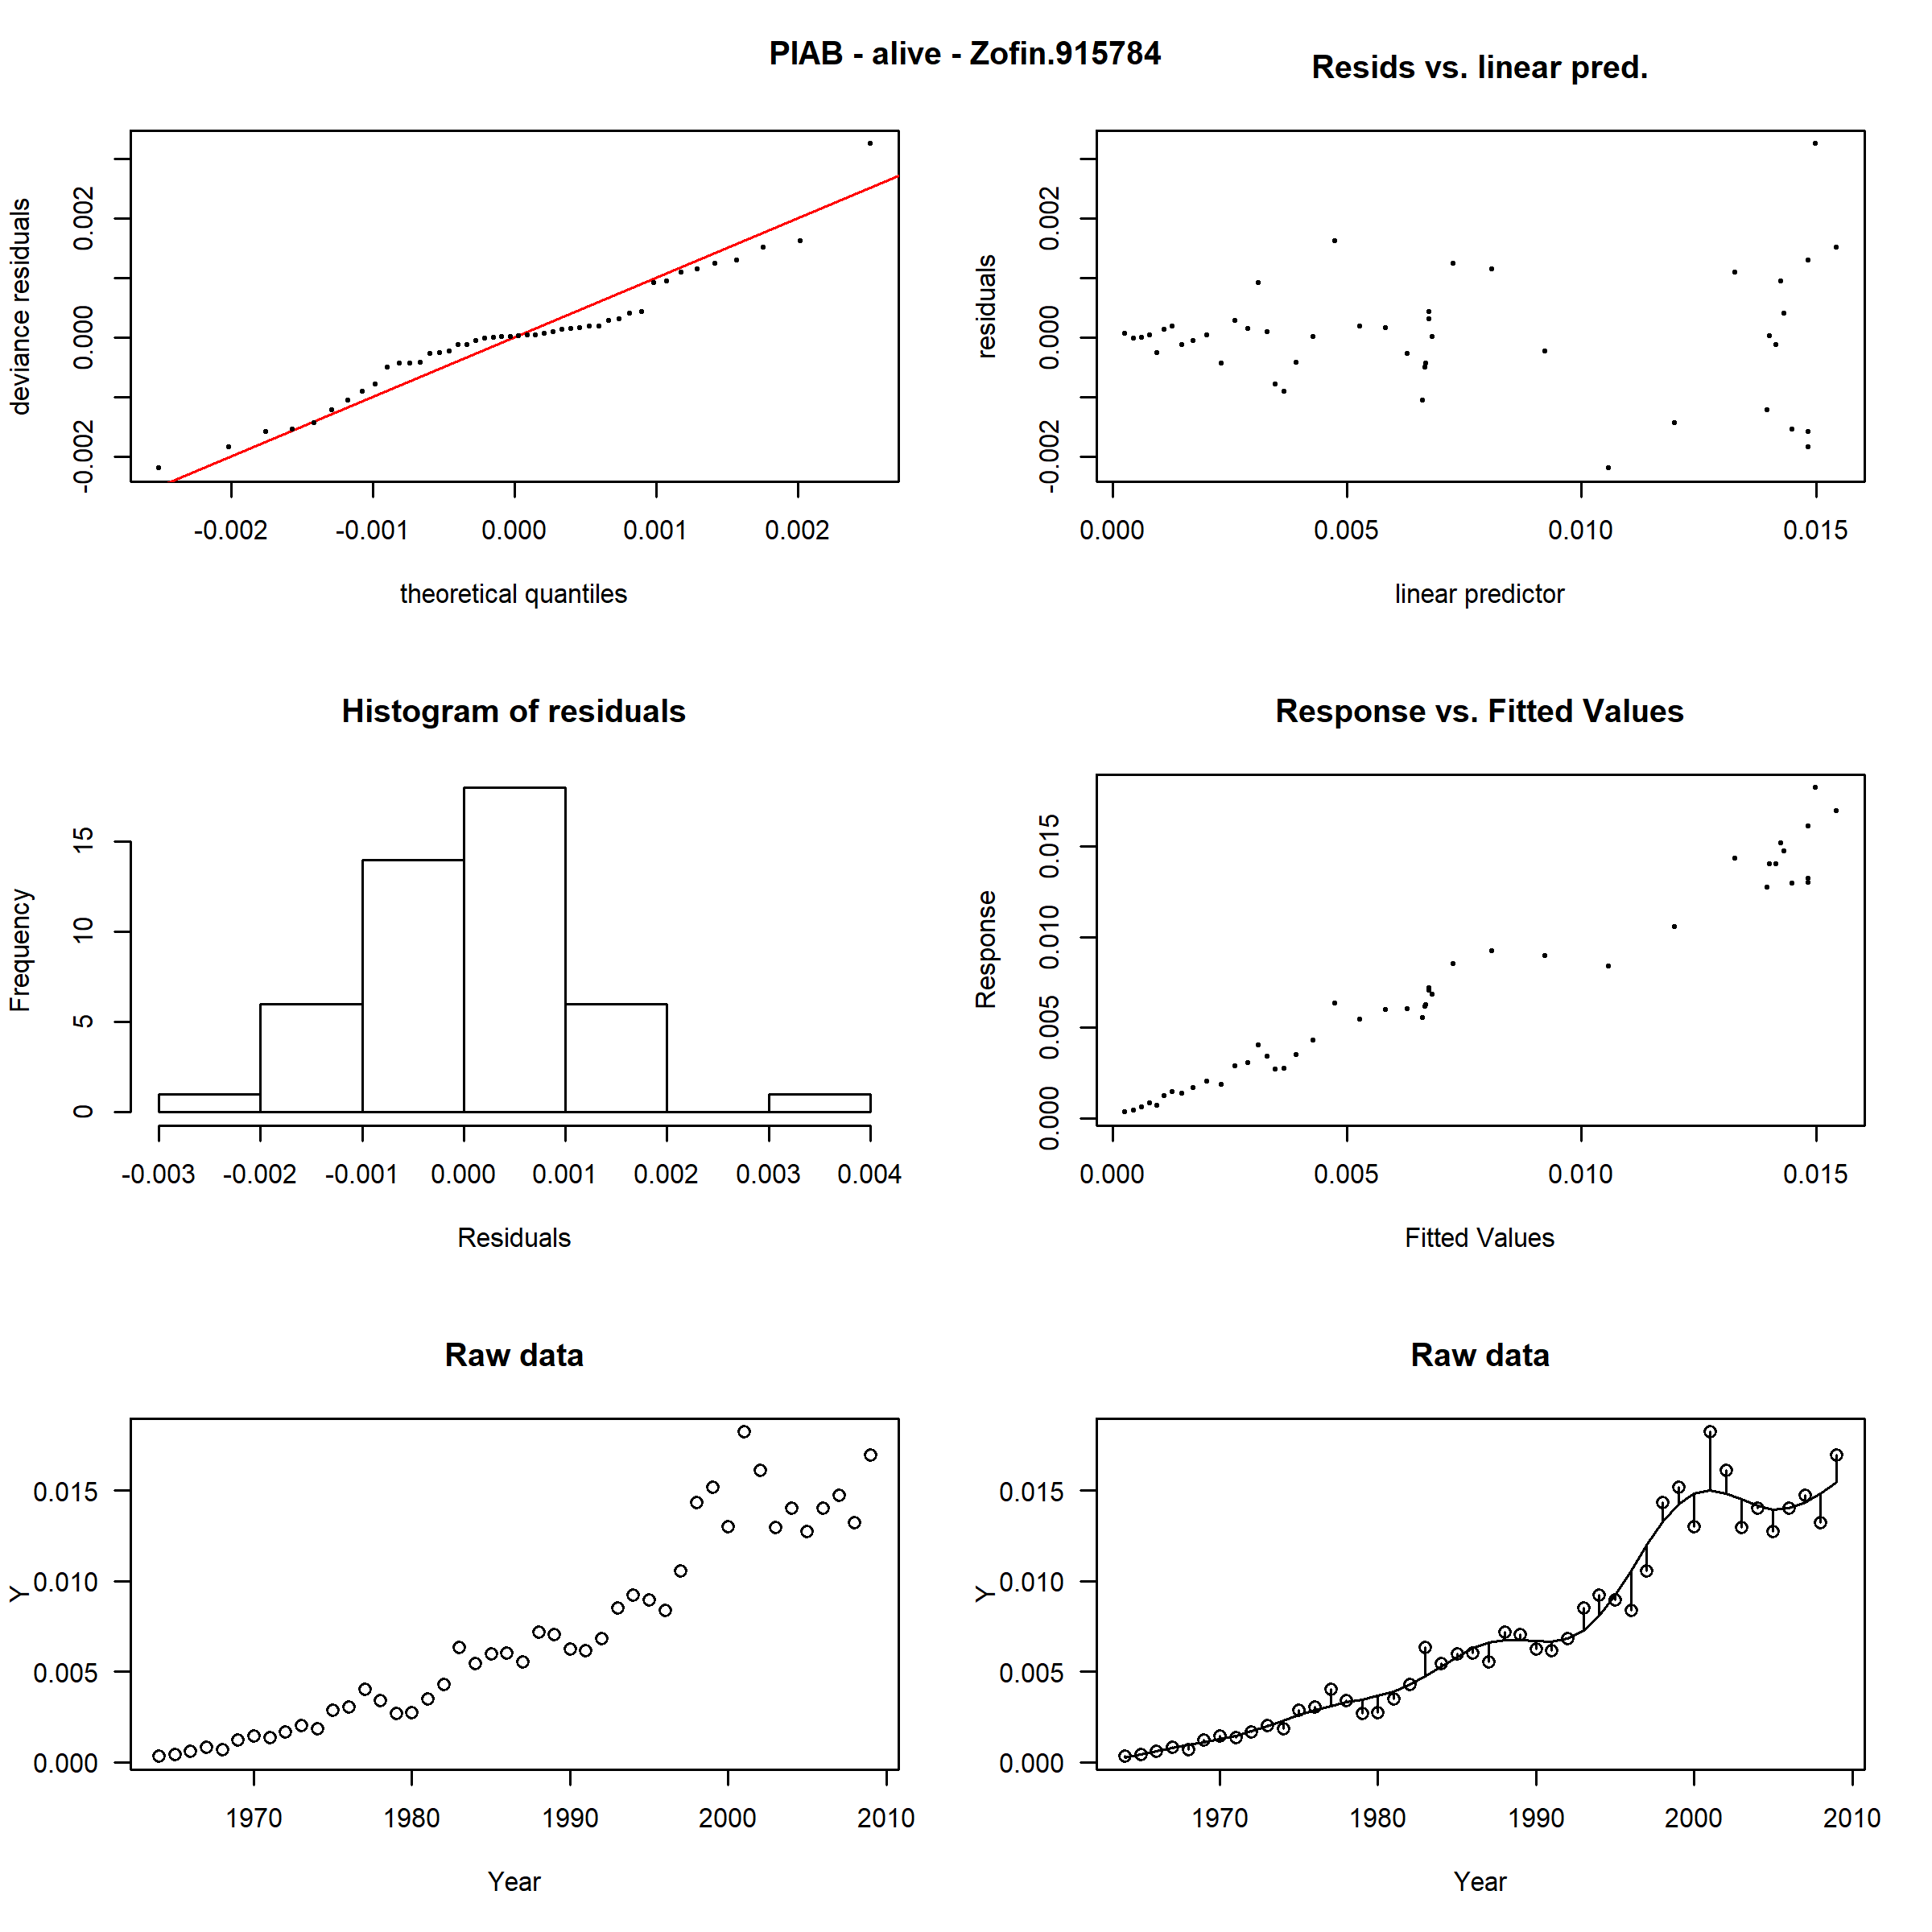 PIAB - alive - Zofin.915784
Resids vs. linear pred.
deviance residuals
-0.002 0.000 0.002
-0.002 -0.001 0.000 0.001 0.002
theoretical quantiles
residuals
-0.002 0.000 0.002
0.000 0.005 0.010 0.015
linear predictor
Histogram of residuals
Frequency
0 5 10 15
-0.003 -0.002 -0.001 0.000 0.001 0.002 0.003 0.004
Residuals
Response vs. Fitted Values
Response
0.000 0.005 0.010 0.015
0.000 0.005 0.010 0.015
Fitted Values
Raw data
Y
0.015
0.010
0.005
0.000
1970 1980 1990 2000 2010
Year
Raw data
Y
0.015
0.010
0.005
0.000
1970 1980 1990 2000 2010
Year